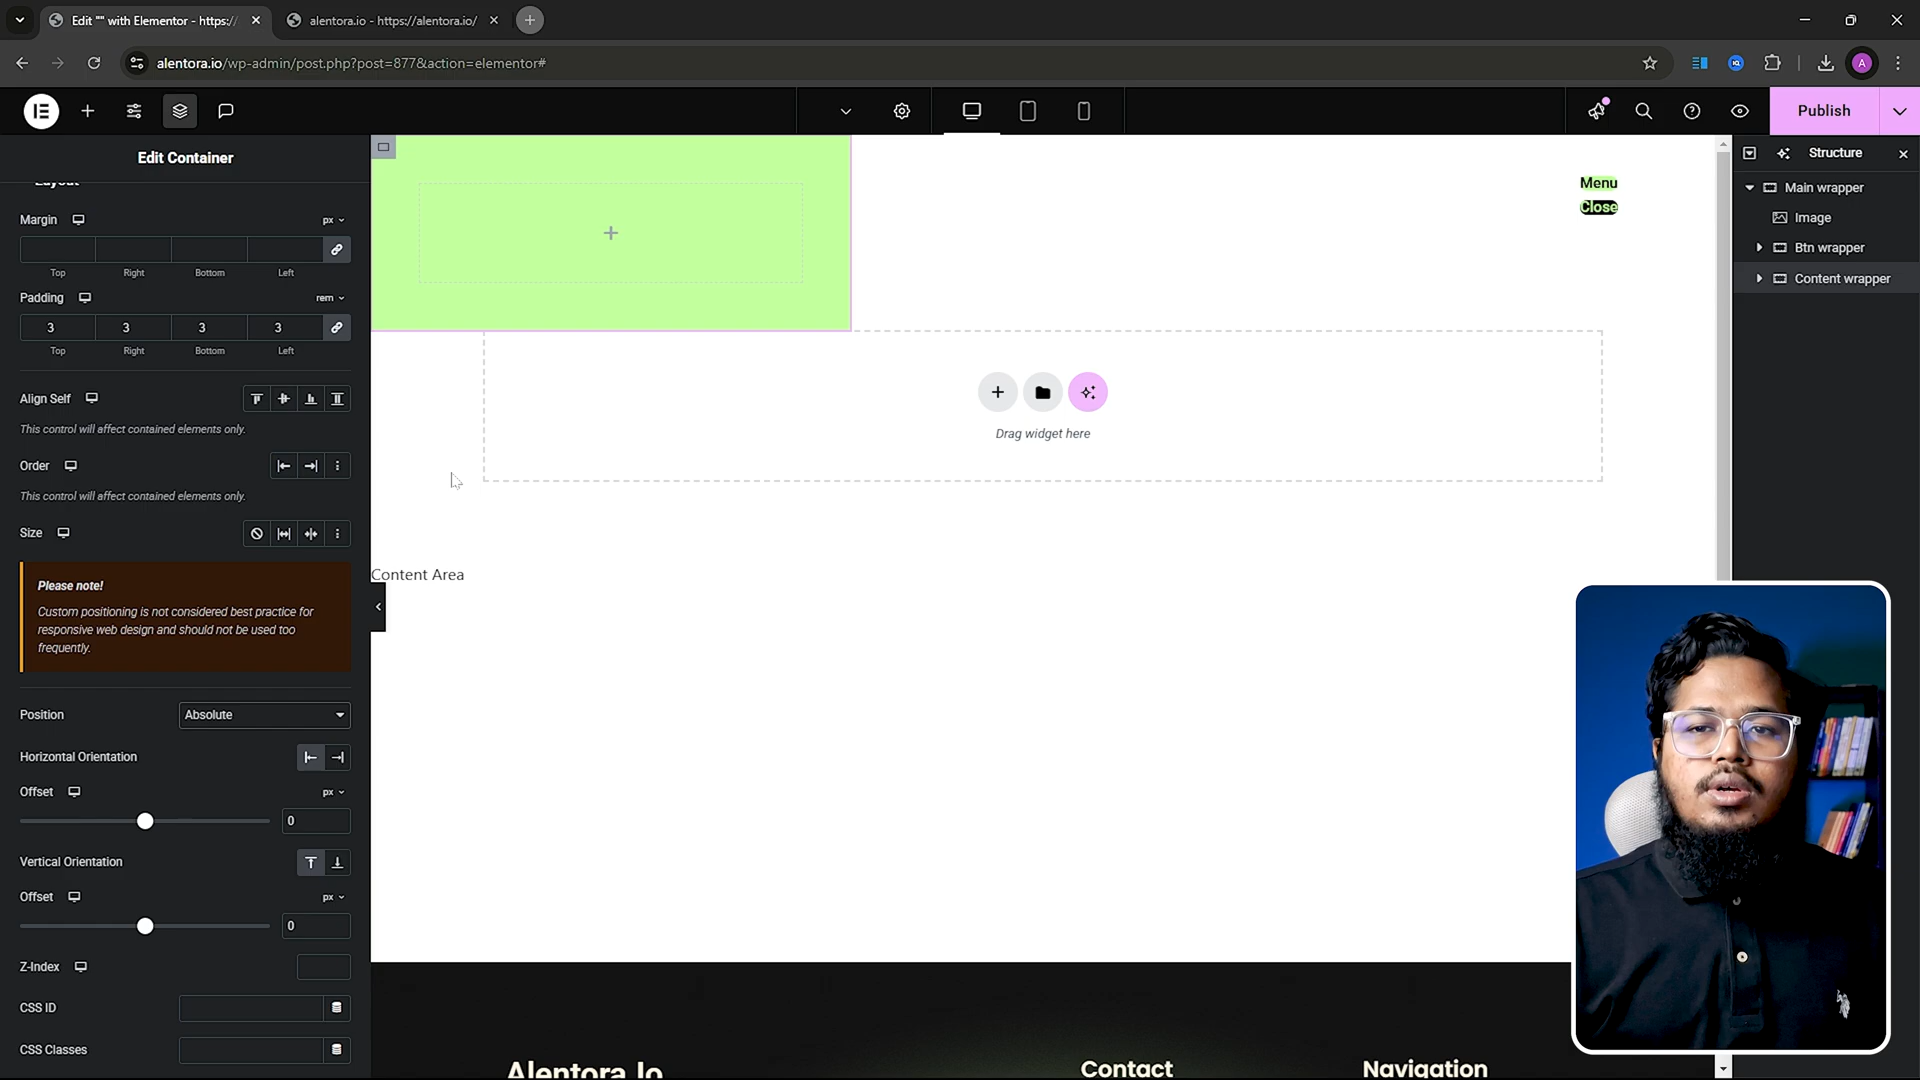 Edit "" with Elementor - https:/
alentora.io - https://alentora.io/
alentora.io/wp-admin/post.php?post=877&action=elementor#
Publish
Edit Container
Structure
Layout
Main wrapper
Menu
Close
Image
Margin
px
Btn wrapper
Top Right Bottom Left
Content wrapper
Padding
rem
3 3 3 3
Top Right Bottom Left
Align Self
This control will affect contained elements only.
Drag widget here
Order
This control will affect contained elements only.
Size
Content Area
Please note!
Custom positioning is not considered best practice for
responsive web design and should not be used too
frequently.
Position
Absolute
Horizontal Orientation
Offset
px
0
Vertical Orientation
Offset
px
0
Z-Index
CSS ID
CSS Classes
Alentora.Io
Contact
Navigation
A